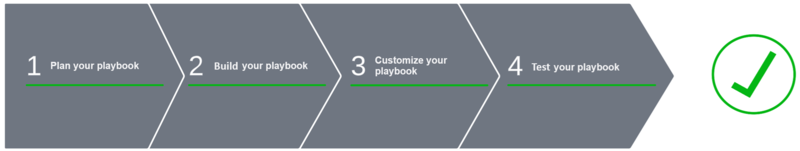 1 Plan your playbook
2 Build your playbook
3 Customize your
playbook
4 Test your playbook